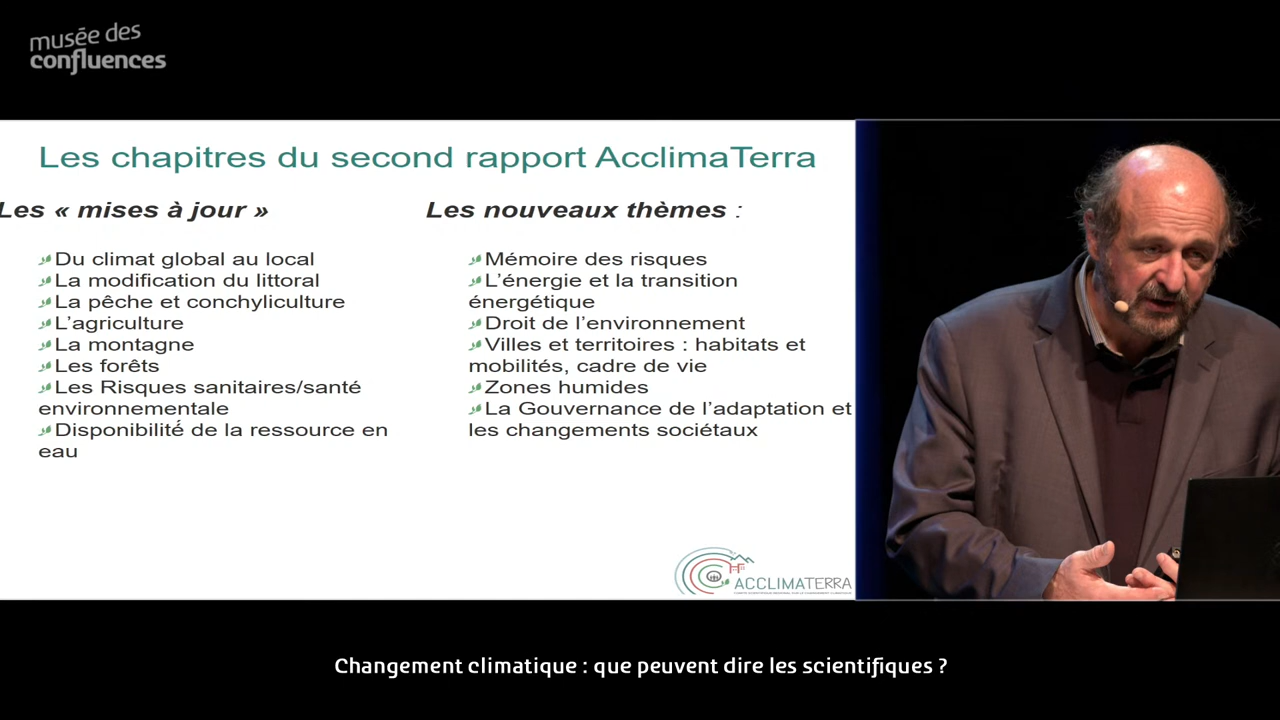 musée des
confluences
Les chapitres du second rapport AcclimaTerra
Les « mises à jour »
Du climat global au local
La modification du littoral
La pêche et conchyliculture
L'agriculture
La montagne
Les forêts
Les Risques sanitaires/santé
environnementale
Disponibilité de la ressource en
eau
Les nouveaux thèmes :
Mémoire des risques
L'énergie et la transition
énergétique
Droit de l'environnement
Villes et territoires : habitats et
mobilités, cadre de vie
Zones humides
La Gouvernance de l'adaptation et
les changements sociétaux
ACCLIMATERRA
Changement climatique : que peuvent dire les scientifiques ?